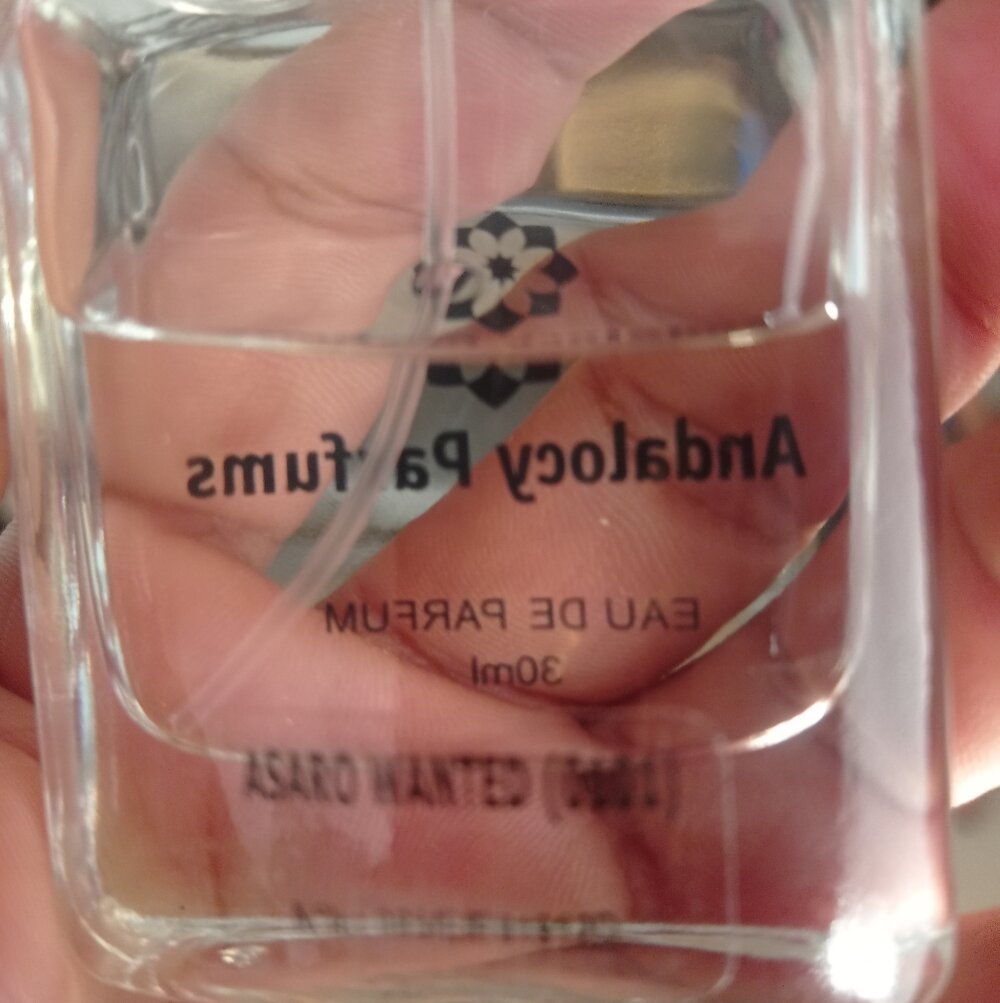 Andalocy Parfums
EAU DE PARFUM
30ml
ASARO WANTED